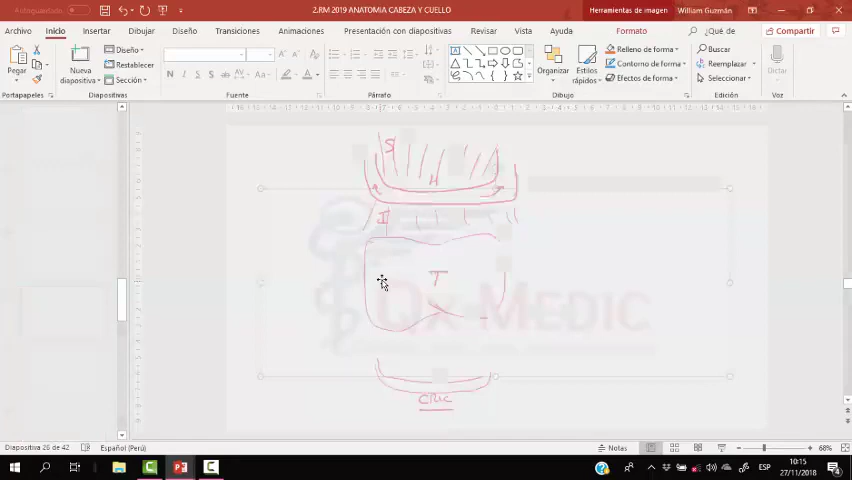 Autoguardado
2.RM 2019 ANATOMIA CABEZA Y CUELLO
Herramientas de imagen
William Guzmán
Archivo Inicio Insertar Dibujar Diseño Transiciones Animaciones Presentación con diapositivas Revisar Vista Ayuda Formato ¿Qué de Compartir
Pegar
Nueva diapositiva
Diseño
Restablecer
Sección
N K S
Aa
A
Organizar
Estilos rápidos
Relleno de forma
Contorno de forma
Efectos de forma
Buscar
Reemplazar
Seleccionar
Dictar
Portapapeles Diapositivas Fuente Párrafo Dibujo Edición Voz
S
H
I
T
Qx MEDIC
CRIC
Diapositiva 26 de 42 Español (Perú) Notas 68%
ESP
10:15
27/11/2018